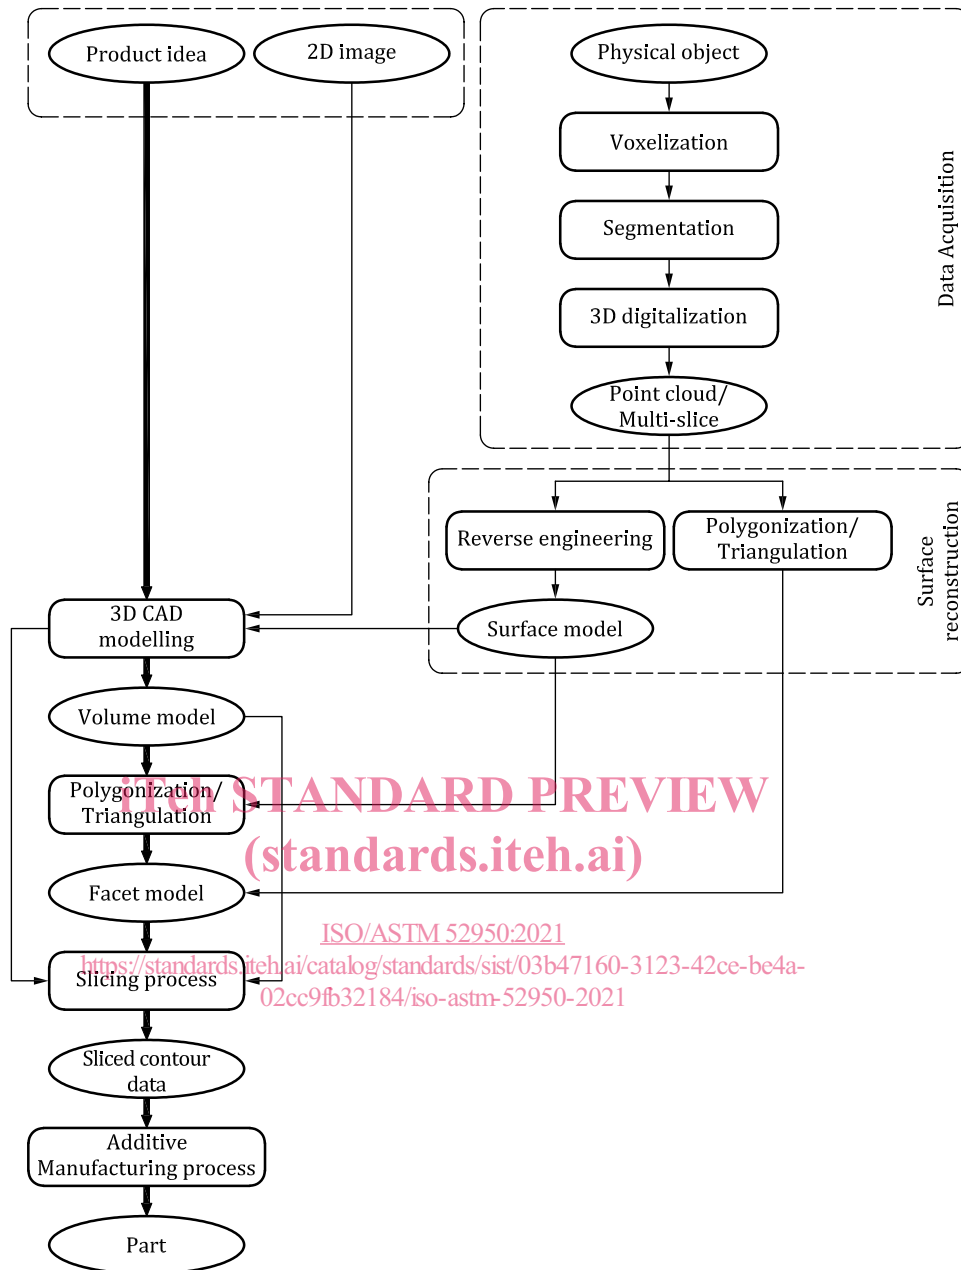 Product idea
2D image
Physical object
Voxelization
Segmentation
3D digitalization
Point cloud/
Multi-slice
Data Acquisition
Reverse engineering
Polygonization/
Triangulation
Surface model
Surface
reconstruction
3D CAD
modelling
Volume model
Polygonization/
Triangulation
iTeh STANDARD PREVIEW
(standards.iteh.ai)
Facet model
ISO/ASTM 52950:2021
https://standards.iteh.ai/catalog/standards/sist/03b47160-3123-42ce-be4a-
02cc9fb32184/iso-astm-52950-2021
Slicing process
Sliced contour
data
Additive
Manufacturing process
Part